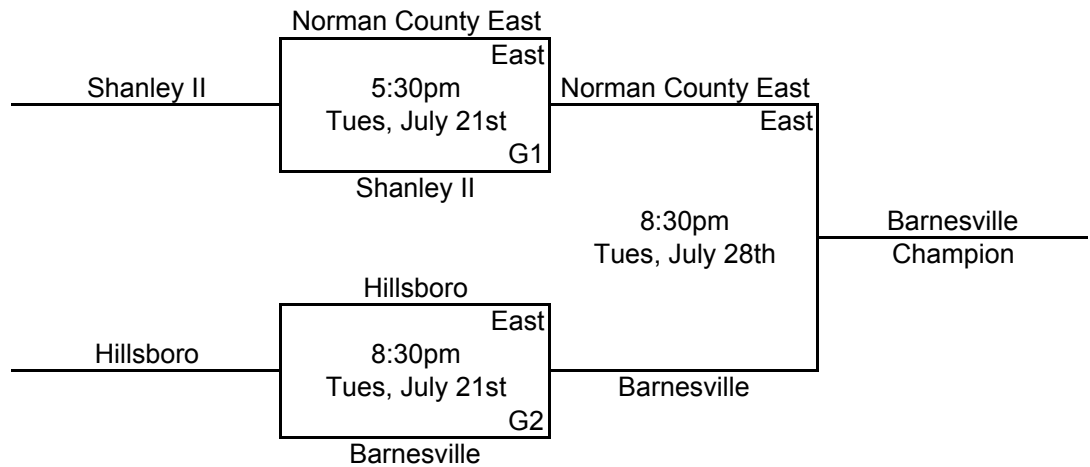 Norman County East
East
Shanley II
5:30pm
Norman County East
Tues, July 21st
East
G1
Shanley II
8:30pm
Barnesville
Tues, July 28th
Champion
Hillsboro
East
Hillsboro
8:30pm
Tues, July 21st
Barnesville
G2
Barnesville